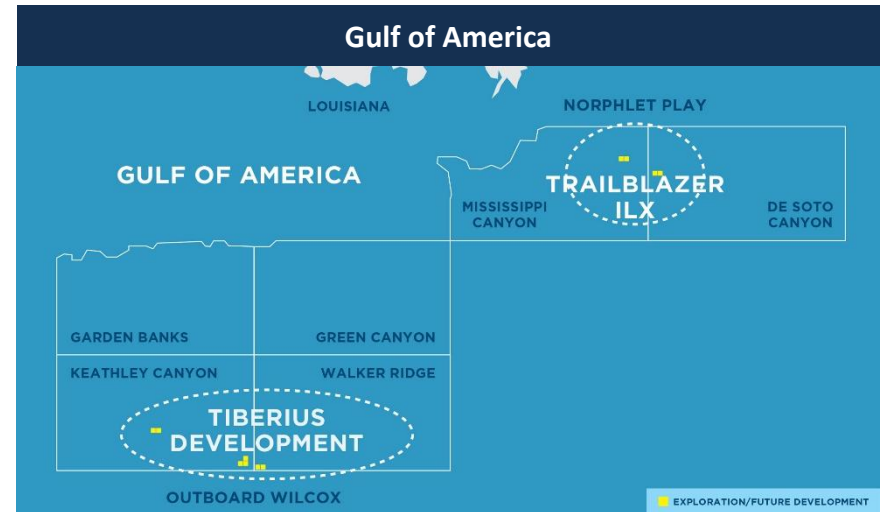 Gulf of America
LOUISIANA
NORPHLET PLAY
GULF OF AMERICA
TRAILBLAZER
ILX
MISSISSIPPI
CANYON
DE SOTO
CANYON
GARDEN BANKS
GREEN CANYON
KEATHLEY CANYON
WALKER RIDGE
TIBERIUS
DEVELOPMENT
OUTBOARD WILCOX
EXPLORATION/FUTURE DEVELOPMENT